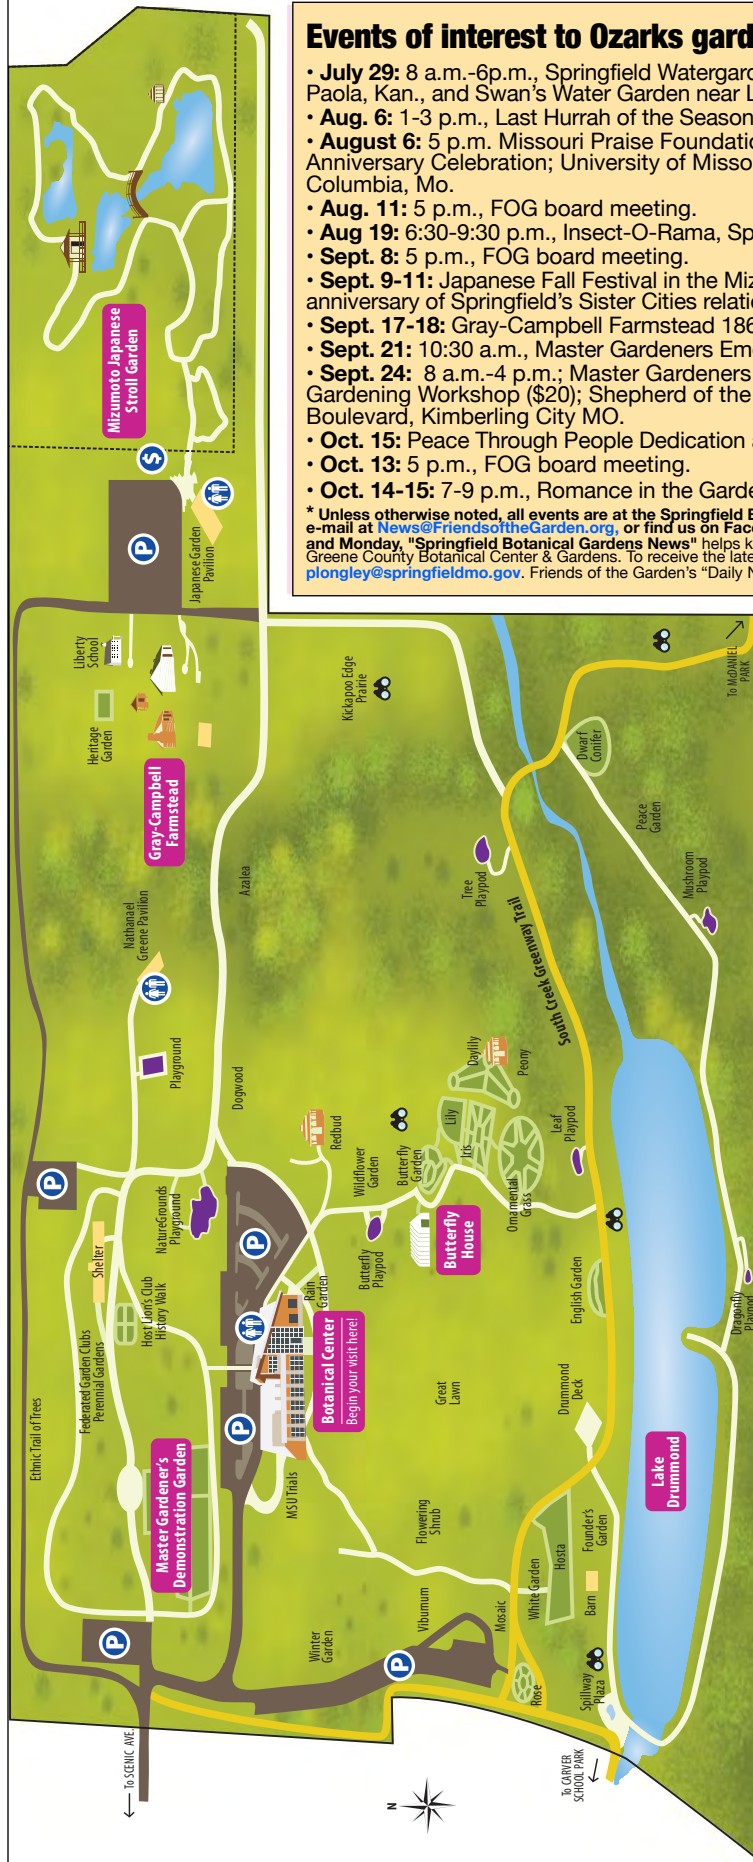 Events of interest to Ozarks gard
• July 29: 8 a.m.-6p.m., Springfield Watergard
Paola, Kan., and Swan's Water Garden near L
• Aug. 6: 1-3 p.m., Last Hurrah of the Season
• August 6: 5 p.m. Missouri Praise Foundatio
Anniversary Celebration; University of Misso
Columbia, Mo.
• Aug. 11: 5 p.m., FOG board meeting.
• Aug 19: 6:30-9:30 p.m., Insect-O-Rama, Sp
• Sept. 8: 5 p.m., FOG board meeting.
• Sept. 9-11: Japanese Fall Festival in the Miz
anniversary of Springfield's Sister Cities relati
• Sept. 17-18: Gray-Campbell Farmstead 186
• Sept. 21: 10:30 a.m., Master Gardeners Eme
• Sept. 24: 8 a.m.-4 p.m.; Master Gardeners
Gardening Workshop ($20); Shepherd of the
Boulevard, Kimberling City MO.
• Oct. 15: Peace Through People Dedication a
• Oct. 13: 5 p.m., FOG board meeting.
• Oct. 14-15: 7-9 p.m., Romance in the Garde
* Unless otherwise noted, all events are at the Springfield B
e-mail at News@FriendsoftheGarden.org, or find us on Fac
and Monday, "Springfield Botanical Gardens News" helps k
Greene County Botanical Center & Gardens. To receive the late
plongley@springfieldmo.gov. Friends of the Garden's "Daily N
Mizumoto Japanese
Stroll Garden
$
P
Japanese Garden
Pavilion
Liberty
School
Heritage
Garden
Gray-Campbell
Farmstead
Kickapoo Edge
Prairie
To McDANIEL
PARK
Dwarf
Conifer
Peace
Garden
Mushroom
Playpod
Tree
Playpod
South Creek Greenway Trail
Azalea
Nathanael
Greene Pavilion
Playground
Dogwood
Redbud
Daylily
Peony
Lily
Iris
Wildflower
Garden
Butterfly
Garden
Leaf
Playpod
Ornamental
Grass
Butterfly
House
Butterfly
Playpod
P
NatureGrounds
Playground
Shelter
Host Lion's Club
History Walk
Federated Garden Clubs
Perennial Gardens
Ethnic Trail of Trees
P
Rain
Garden
Botanical Center
Begin your visit here!
P
MSU Trials
Master Gardener's
Demonstration Garden
Great
Lawn
English Garden
Drummond
Deck
Dragonfly
Playpod
Lake
Drummond
Flowering
Shrub
Founder's
Garden
Hosta
White Garden
Barn
Mosaic
Viburnum
Winter
Garden
P
P
Rose
Spillway
Plaza
To SCENIC AVE.
To CARVER
SCHOOL PARK
N